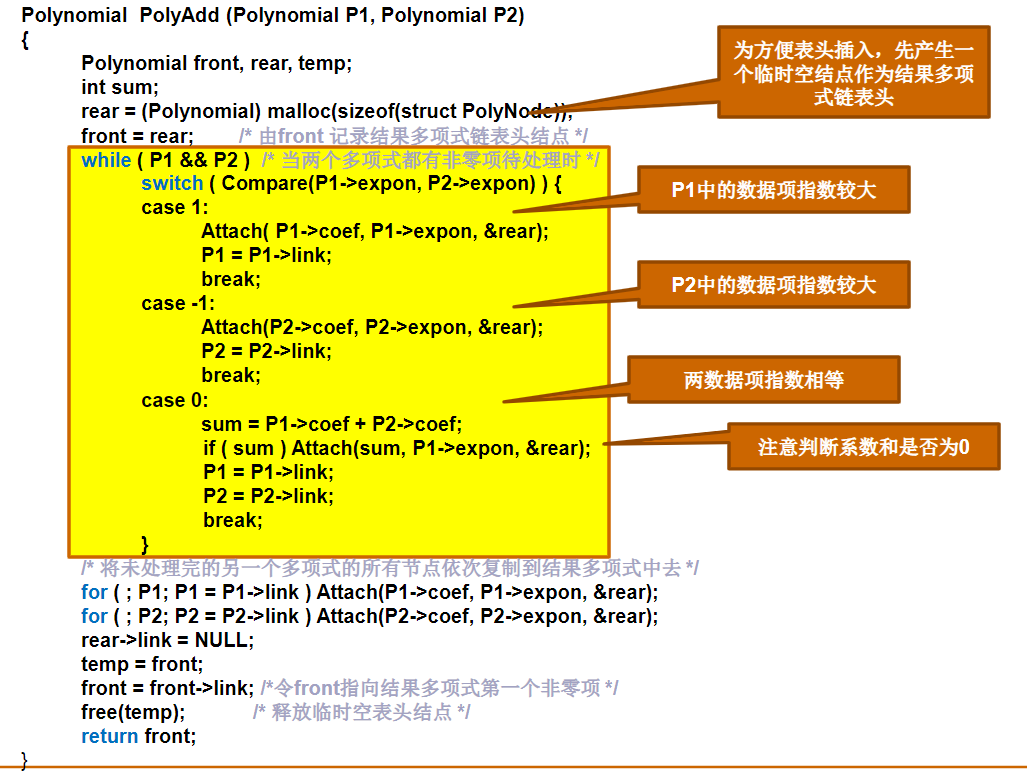 Polynomial PolyAdd (Polynomial P1, Polynomial P2)
{
Polynomial front, rear, temp;
int sum;
rear = (Polynomial) malloc(sizeof(struct PolyNode));
为方便表头插入，先产生一
个临时空结点作为结果多项
式链表头
front = rear; /* 由front 记录结果多项式链表头结点 */
while ( P1 && P2 ) /* 当两个多项式都有非零项待处理时 */
switch ( Compare(P1->expon, P2->expon) ) {
case 1:
P1中的数据项指数较大
Attach( P1->coef, P1->expon, &rear);
P1 = P1->link;
break;
case -1:
P2中的数据项指数较大
Attach(P2->coef, P2->expon, &rear);
P2 = P2->link;
break;
case 0:
两数据项指数相等
sum = P1->coef + P2->coef;
if ( sum ) Attach(sum, P1->expon, &rear);
注意判断系数和是否为0
P1 = P1->link;
P2 = P2->link;
break;
}
/* 将未处理完的另一个多项式的所有节点依次复制到结果多项式中去 */
for ( ; P1; P1 = P1->link ) Attach(P1->coef, P1->expon, &rear);
for ( ; P2; P2 = P2->link ) Attach(P2->coef, P2->expon, &rear);
rear->link = NULL;
temp = front;
front = front->link; /*令front指向结果多项式第一个非零项 */
free(temp); /* 释放临时空表头结点 */
return front;
}